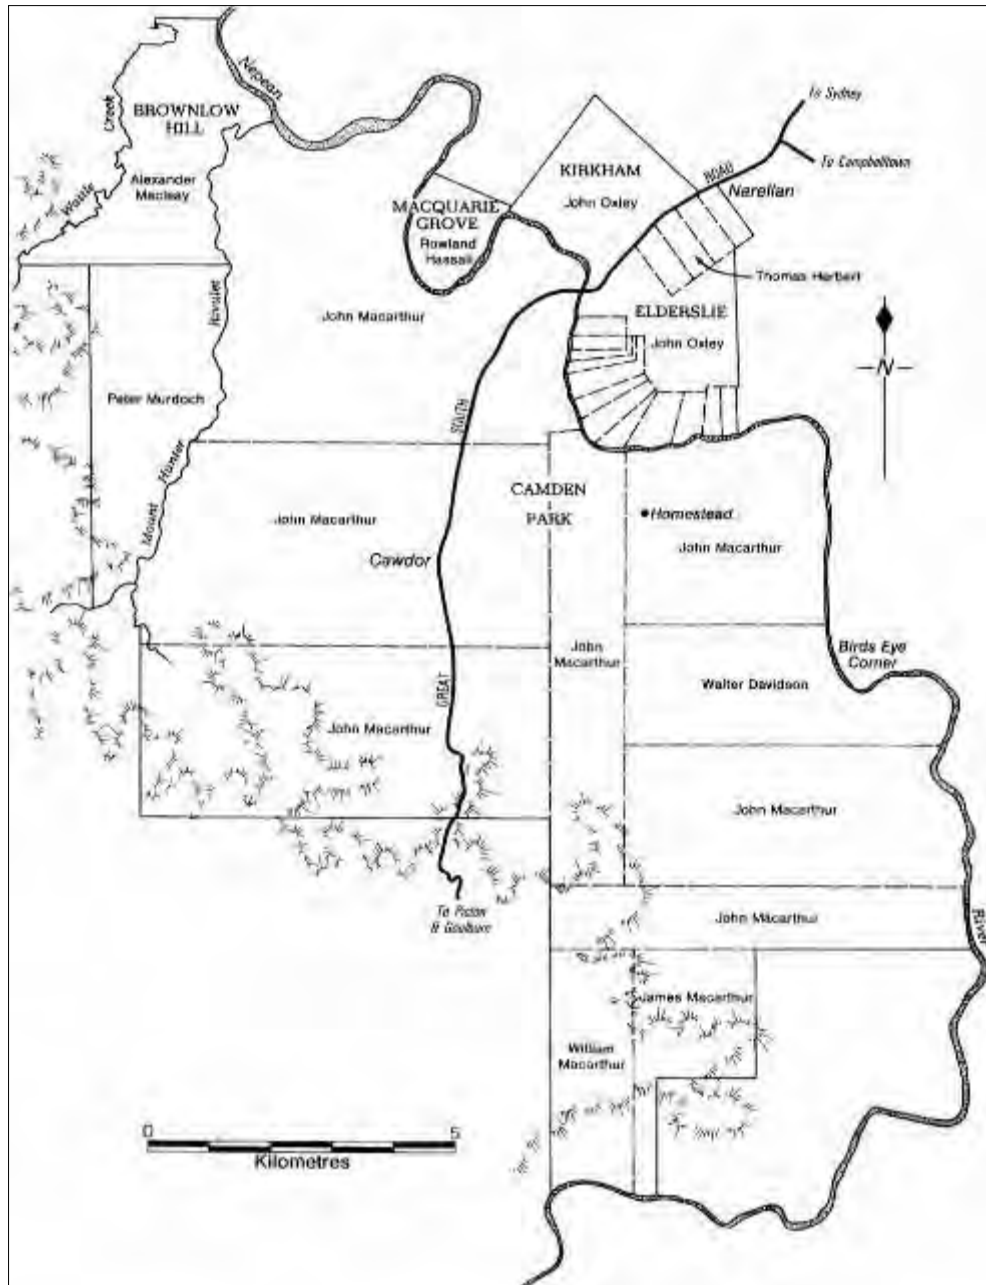 To Sydney
Nepean
Creek
BROWNLOW
HILL
To Campbelltown
ROAD
KIRKHAM
Narellan
Alexander
Macleay
John Oxley
Wattle
MACQUARIE
GROVE
Rowland
Hassall
Thomas Herbert
Rivulet
John Macarthur
ELDERSLIE
John Oxley
N
Peter Murdoch
SOUTH
Hunter
Mount
CAMDEN
PARK
John Macarthur
Homestead
John Macarthur
Cawdor
John
Macarthur
Birds Eye
Corner
Walter Davidson
GREAT
John Macarthur
John Macarthur
To Picton
& Goulburn
John Macarthur
River
James Macarthur
William
Macarthur
0 5
Kilometres